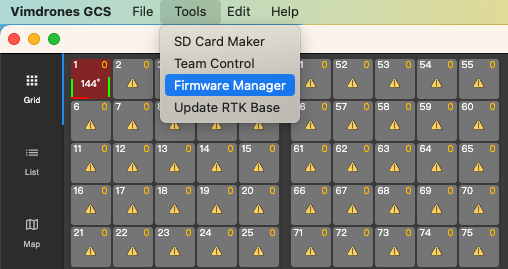 Vimdrones GCS File Tools Edit Help
SD Card Maker
Team Control
Firmware Manager
Update RTK Base
Grid
List
Map
1 0 2 52 0 53 0 54 0 55 0
144°
6 0 7 0 8 57 0 58 0 59 0 60 0
11 0 12 0 13 0 14 0 15 0 61 0 62 0 63 0 64 0 65 0
16 0 17 0 18 0 19 0 20 0 66 0 67 0 68 0 69 0 70 0
21 0 22 0 23 0 24 0 25 0 71 0 72 0 73 0 74 0 75 0